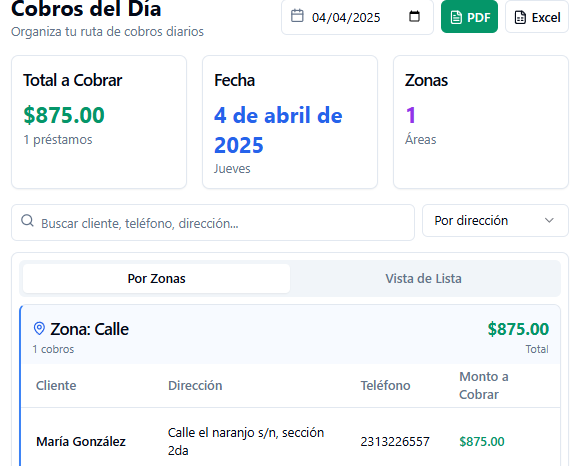 Cobros del Día
Organiza tu ruta de cobros diarios
04/04/2025
PDF
Excel
Total a Cobrar
$875.00
1 préstamos
Fecha
4 de abril de
2025
Jueves
Zonas
1
Áreas
Buscar cliente, teléfono, dirección...
Por dirección
Por Zonas
Vista de Lista
Zona: Calle
$875.00
1 cobros
Total
Cliente
Dirección
Teléfono
Monto a
Cobrar
María González
Calle el naranjo s/n, sección
2da
2313226557
$875.00